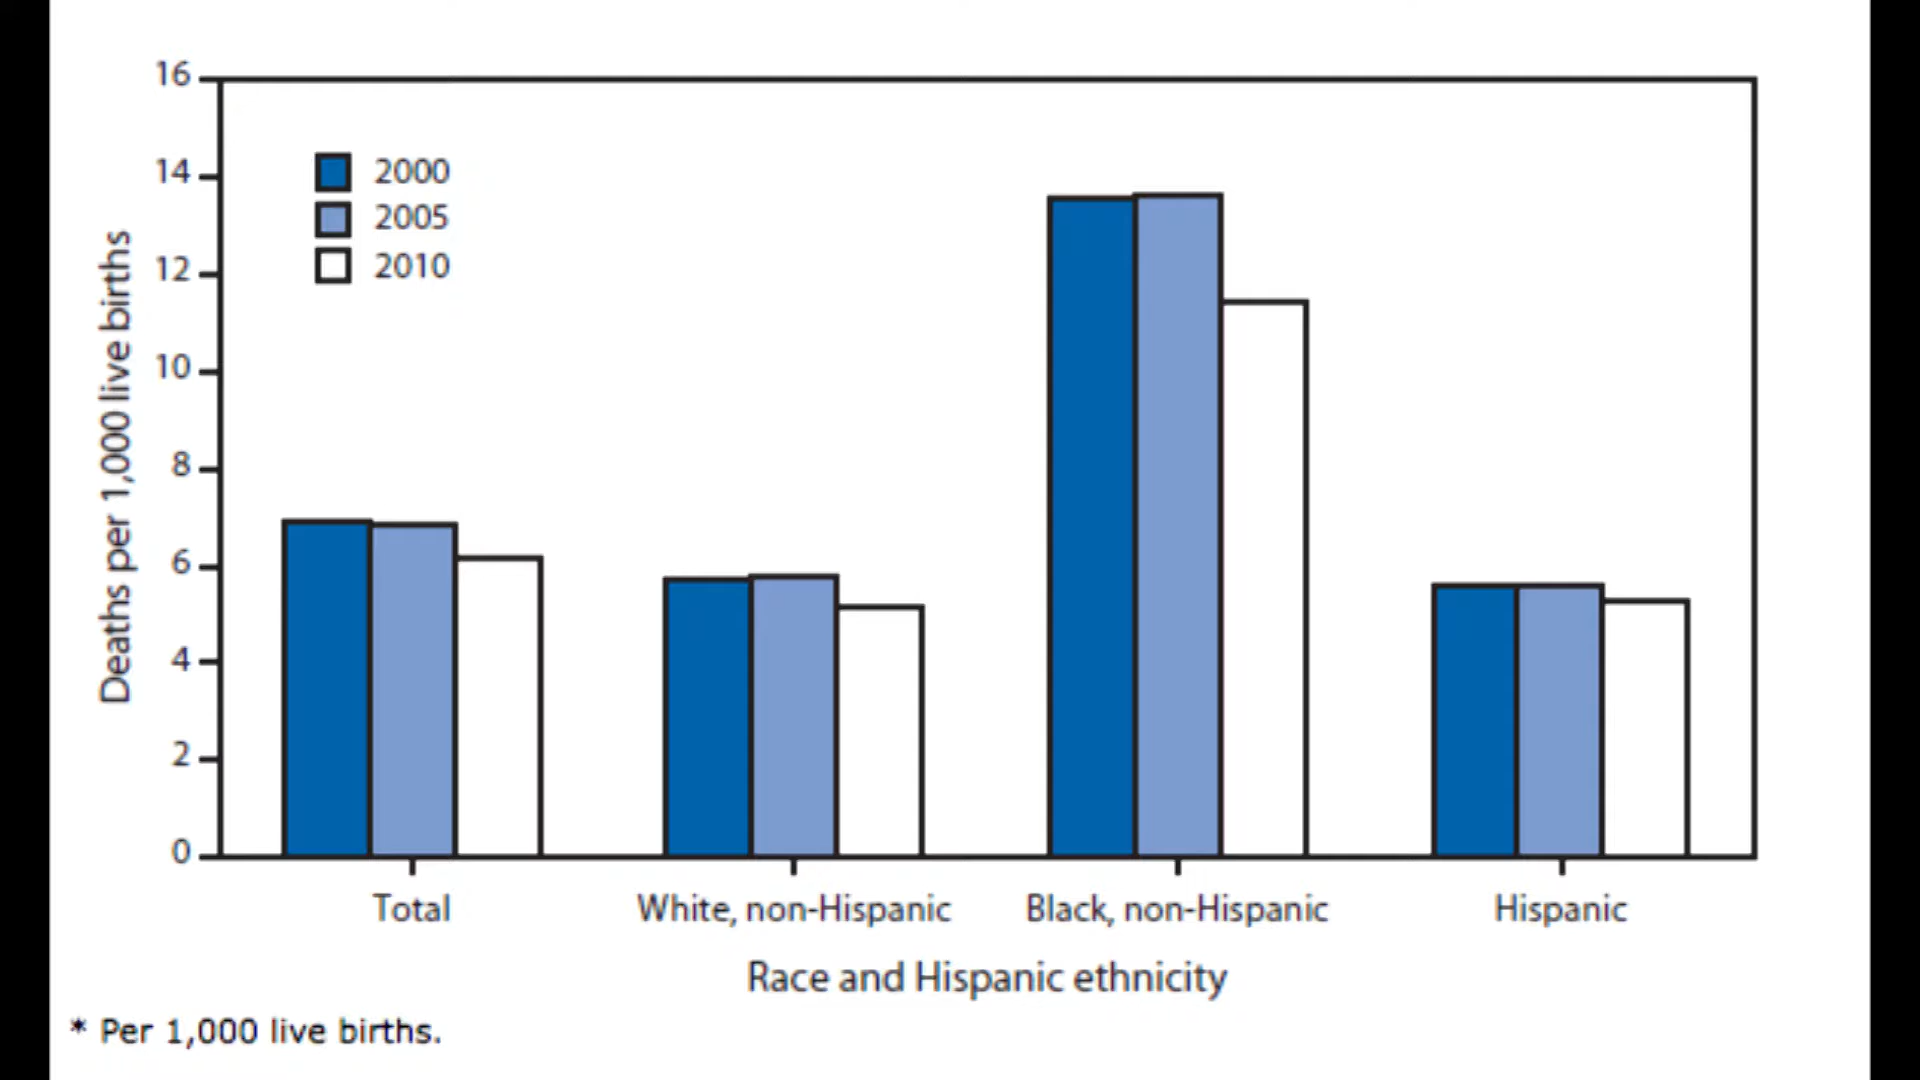 16
14
12
10
8
6
4
2
0
Deaths per 1,000 live births
2000
2005
2010
Total
White, non-Hispanic
Black, non-Hispanic
Hispanic
Race and Hispanic ethnicity
* Per 1,000 live births.